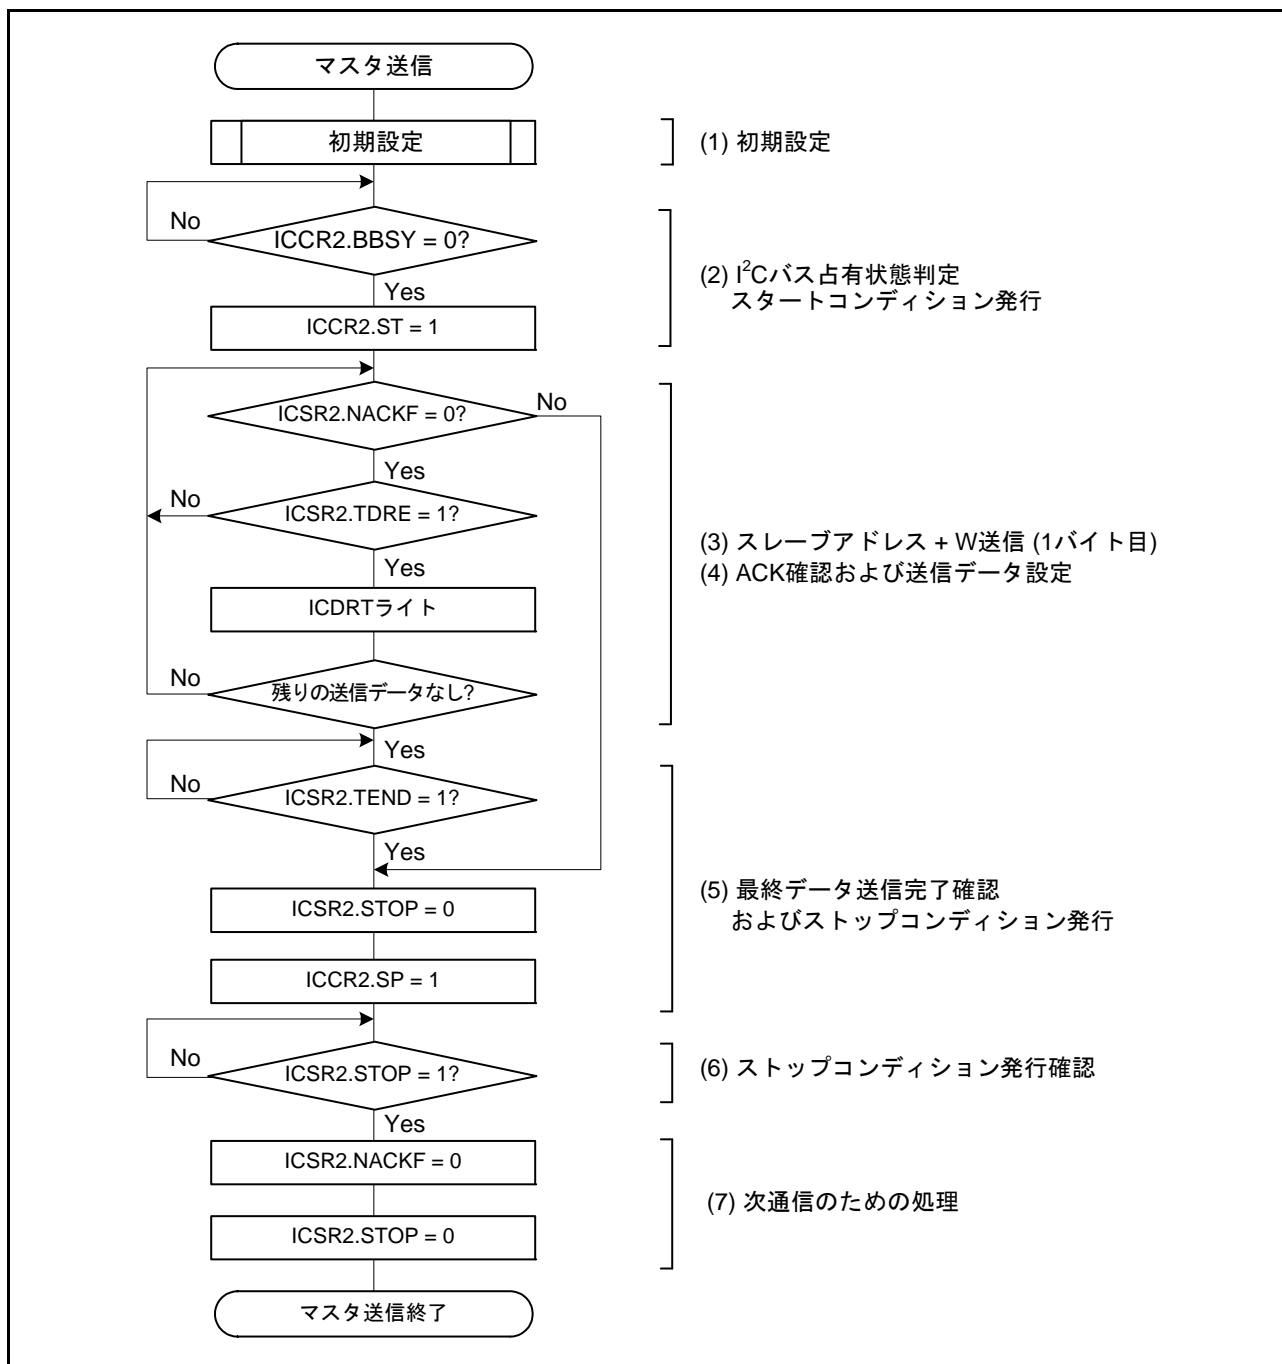 マスタ送信
初期設定
(1) 初期設定
No
ICCR2.BBSY = 0?
Yes
(2) I²Cバス占有状態判定
スタートコンディション発行
ICCR2.ST = 1
ICSR2.NACKF = 0?
No
Yes
No
ICSR2.TDRE = 1?
Yes
(3) スレーブアドレス + W送信 (1バイト目)
(4) ACK確認および送信データ設定
ICDRTライト
No
残りの送信データなし?
Yes
No
ICSR2.TEND = 1?
Yes
(5) 最終データ送信完了確認
およびストップコンディション発行
ICSR2.STOP = 0
ICCR2.SP = 1
No
ICSR2.STOP = 1?
(6) ストップコンディション発行確認
Yes
ICSR2.NACKF = 0
(7) 次通信のための処理
ICSR2.STOP = 0
マスタ送信終了